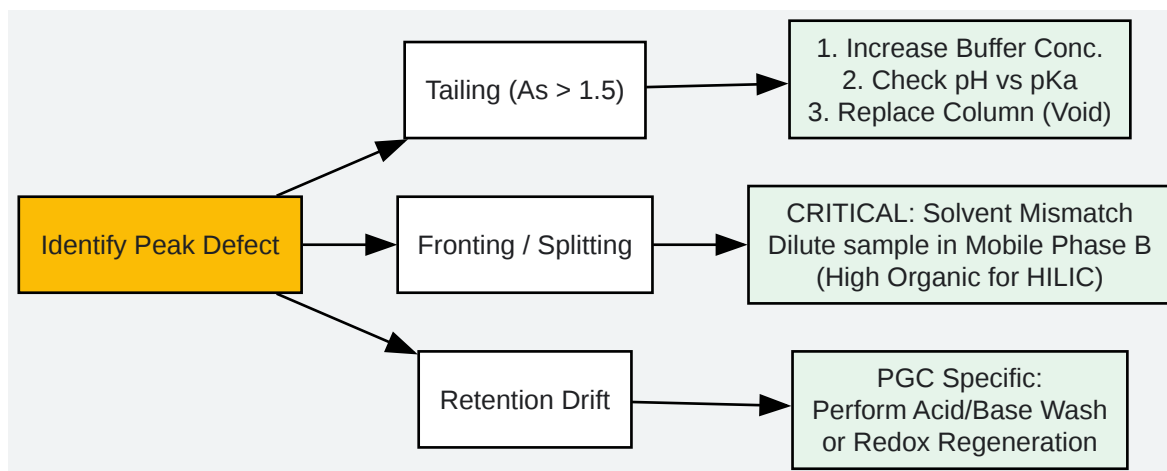 Identify Peak Defect
Tailing (As > 1.5)
1. Increase Buffer Conc.
2. Check pH vs pKa
3. Replace Column (Void)
Fronting / Splitting
CRITICAL: Solvent Mismatch
Dilute sample in Mobile Phase B
(High Organic for HILIC)
Retention Drift
PGC Specific:
Perform Acid/Base Wash
or Redox Regeneration